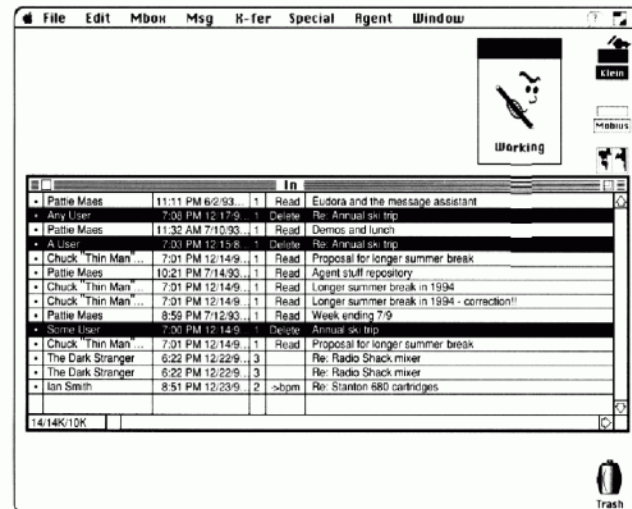 File Edit Mbox Msg X-fer Special Agent Window
Klein
Working
Mobius
In
Pattie Maes 11:11 PM 6/2/93... 1 Read Eudora and the message assistant
Any User 7:08 PM 12:17:9... 1 Delete Re: Annual ski trip
Pattie Maes 11:32 AM 7/10/93... 1 Read Demos and lunch
A User 7:03 PM 12:15:8... 1 Delete Re: Annual ski trip
Chuck "Thin Man"... 7:01 PM 12/14/9... 1 Read Proposal for longer summer break
Pattie Maes 10:21 PM 7/14/93... 1 Read Agent stuff repository
Chuck "Thin Man"... 7:01 PM 12/14/9... 1 Read Longer summer break in 1994
Chuck "Thin Man"... 7:01 PM 12/14/9... 1 Read Longer summer break in 1994 - correction!!
Pattie Maes 8:59 PM 7/12/93... 1 Read Week ending 7/9
Some User 7:00 PM 12:14:9... 1 Delete Annual ski trip
Chuck "Thin Man"... 7:01 PM 12/14/9... 1 Read Proposal for longer summer break
The Dark Stranger 6:22 PM 12/22/9... 3 Re: Radio Shack mixer
The Dark Stranger 6:22 PM 12/22/9... 3 Re: Radio Shack mixer
Ian Smith 8:51 PM 12/23/9... 2 ->bpm Re: Stanton 680 cartridges
14/14K/10K
Trash